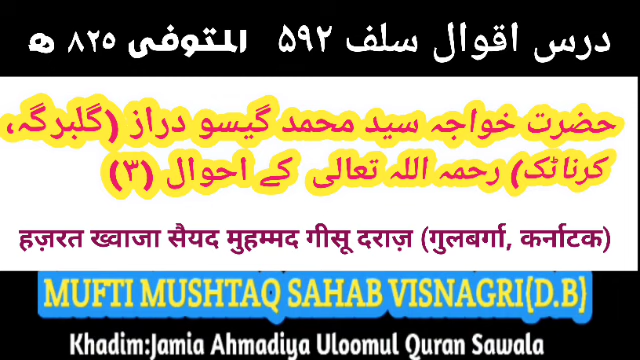 درس اقوال سلف ۵۹۲ المتوفی ۸۲۵ ھ
حضرت خواجہ سید محمد گیسو دراز (گلبرگہ،
کرناٹک) رحمہ اللہ تعالی کے احوال (۳)
हज़रत ख्वाजा सैयद मुहम्मद गीसू दराज़ (गुलबर्गा, कर्नाटक)
MUFTI MUSHTAQ SAHAB VISNAGRI(D.B)
Khadim:Jamia Ahmadiya Uloomul Quran Sawala